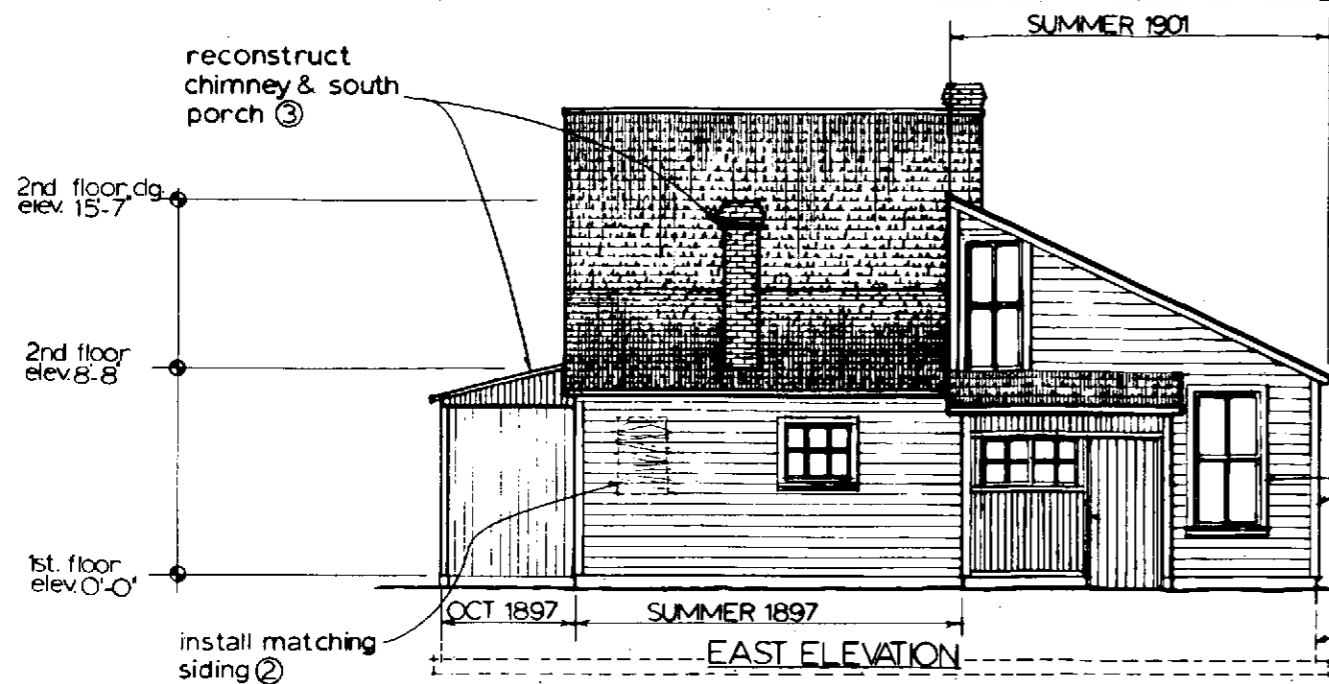 SUMMER 1901
reconstruct
chimney & south
porch ③
2nd floor clg.
elev. 15'-7"
2nd floor
elev. 8'-8"
1st. floor
elev. 0'-0"
OCT 1897
SUMMER 1897
EAST ELEVATION
install matching
siding ②